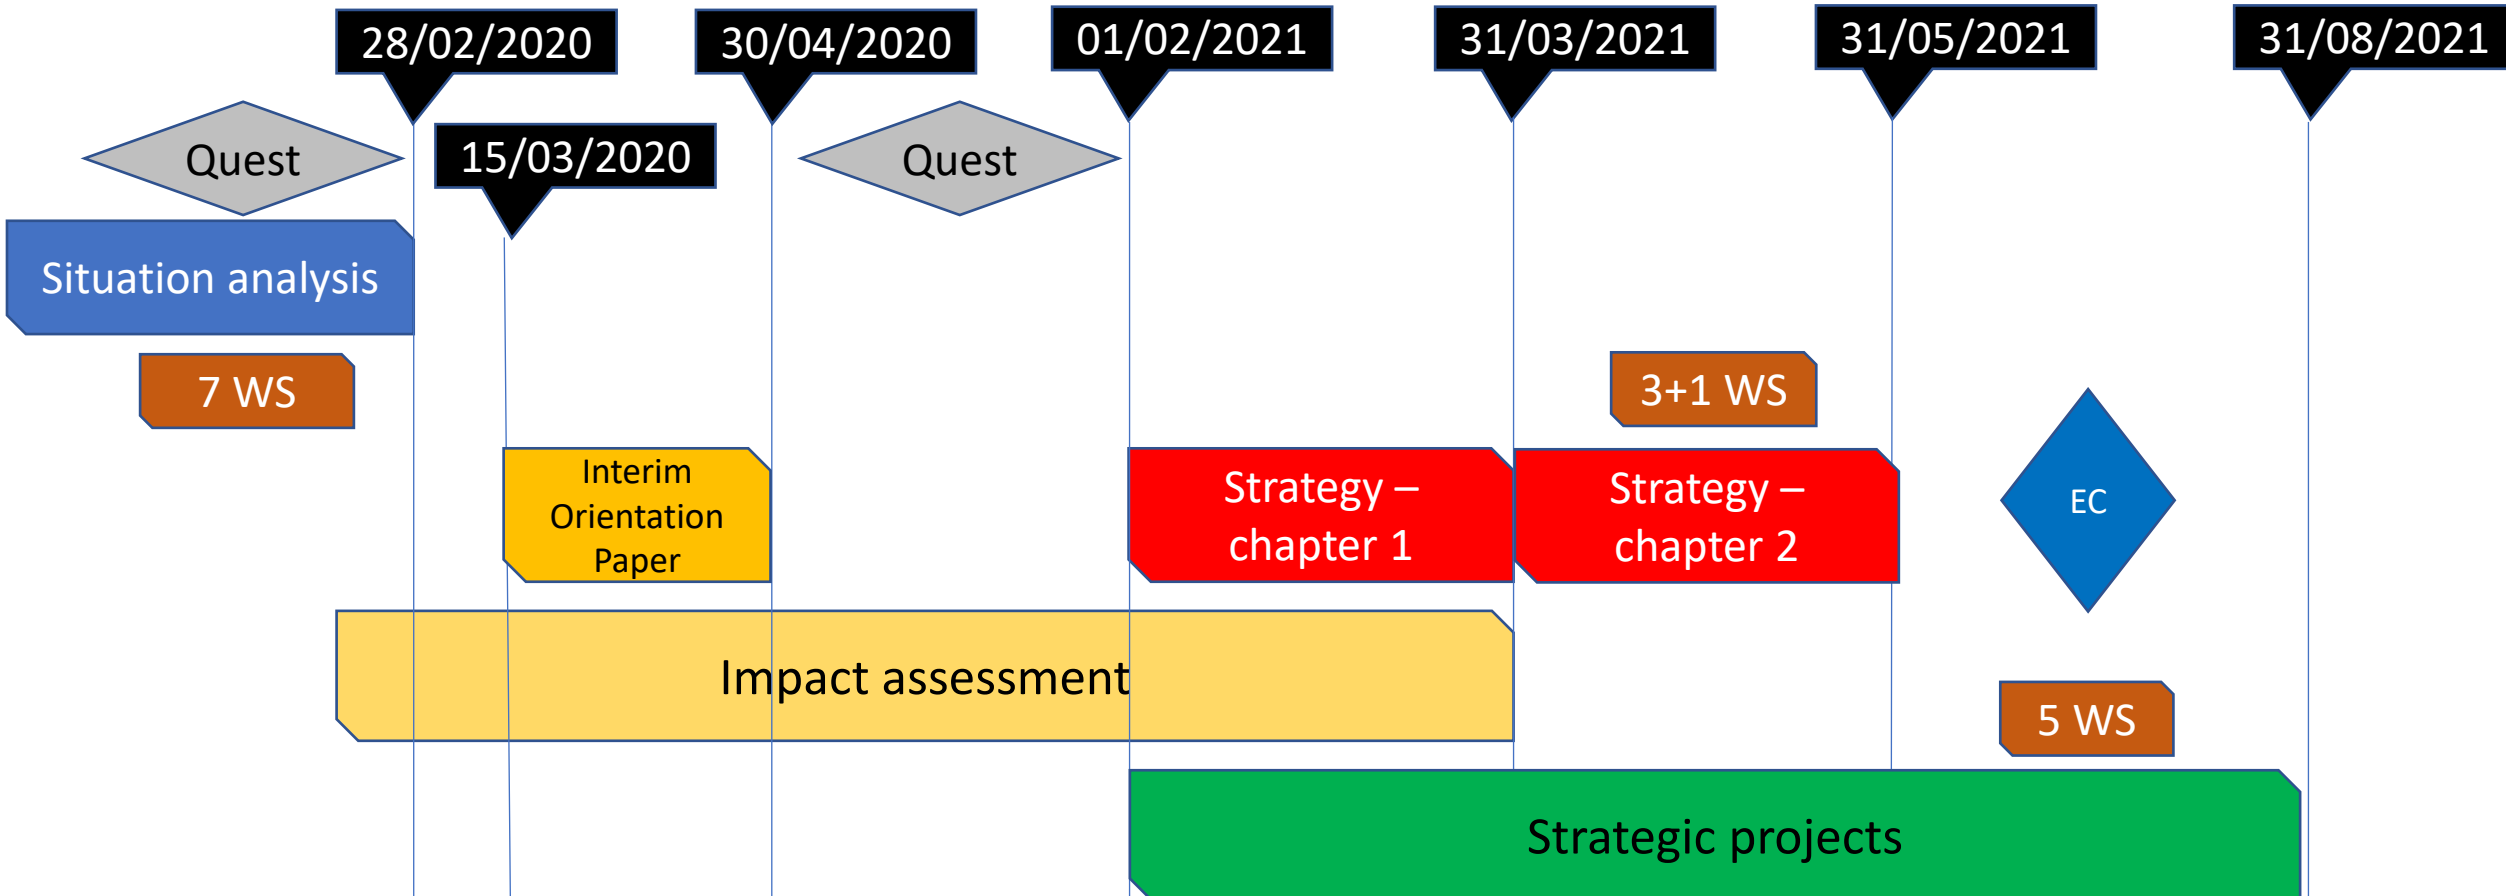 28/02/2020
30/04/2020
01/02/2021
31/03/2021
31/05/2021
31/08/2021
Quest
15/03/2020
Quest
Situation analysis
7 WS
3+1 WS
Interim
Orientation
Paper
Strategy –
chapter 1
Strategy –
chapter 2
EC
Impact assessment
5 WS
Strategic projects